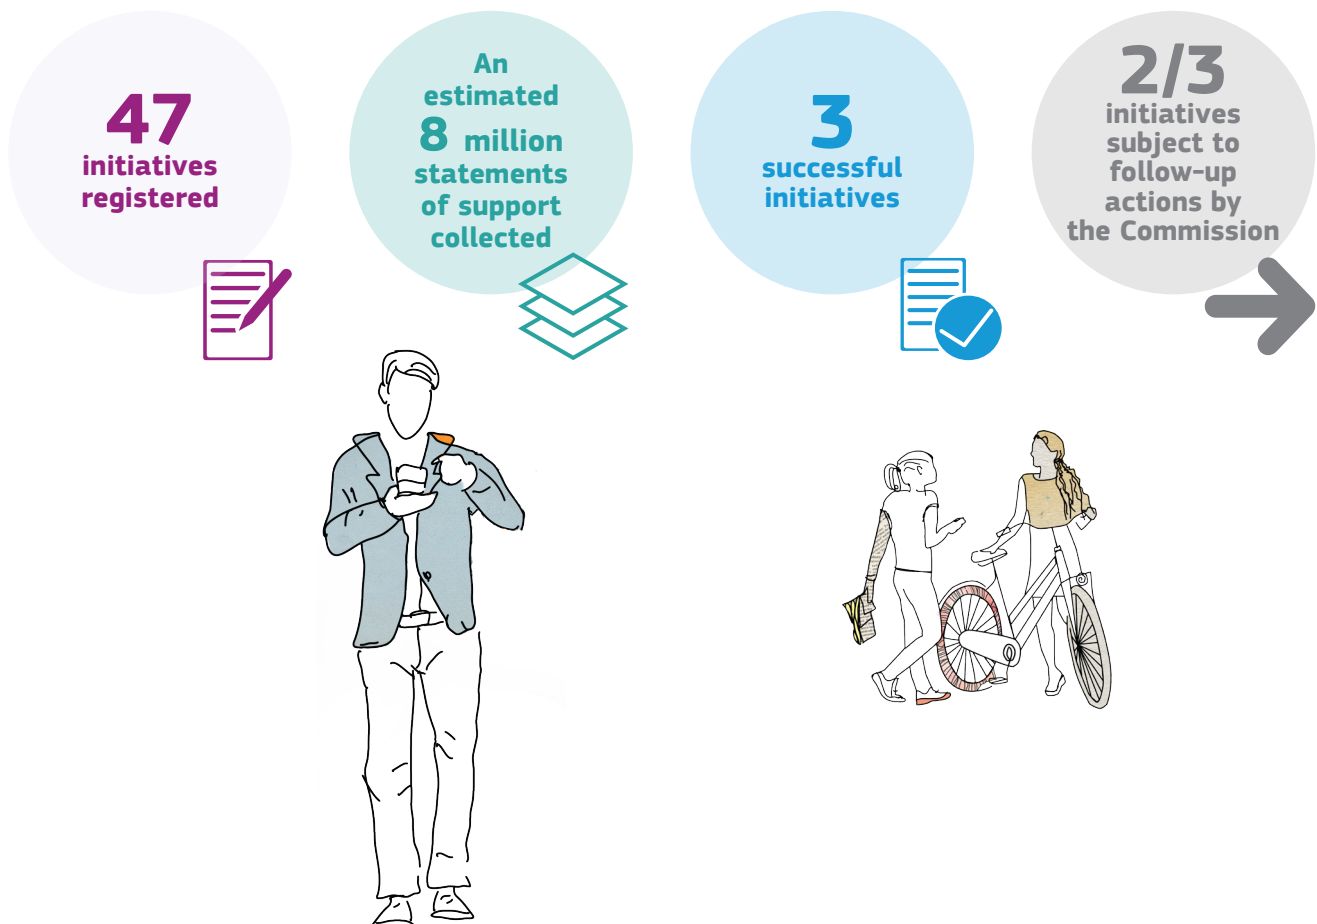 47
initiatives
registered
An
estimated
8 million
statements
of support
collected
3
successful
initiatives
2/3
initiatives
subject to
follow-up
actions by
the Commission